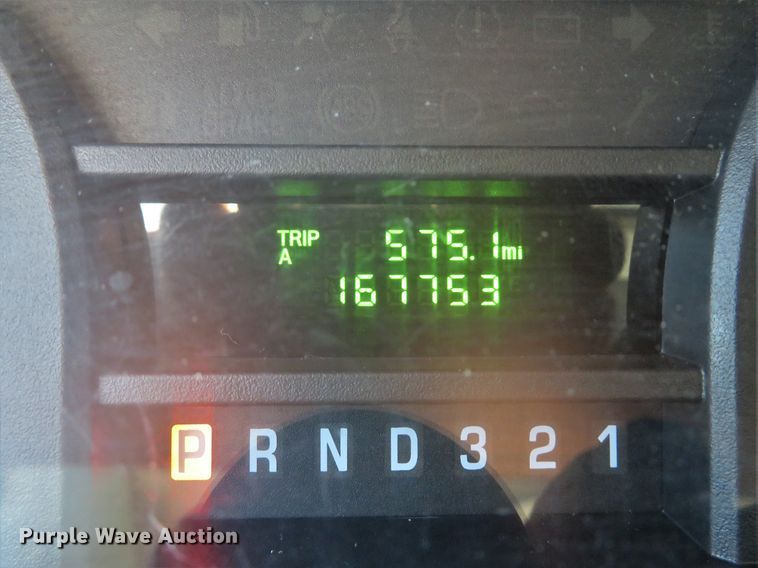 TRIP 575.1 mi
A
167753
P R N D 3 2 1
Purple Wave Auction